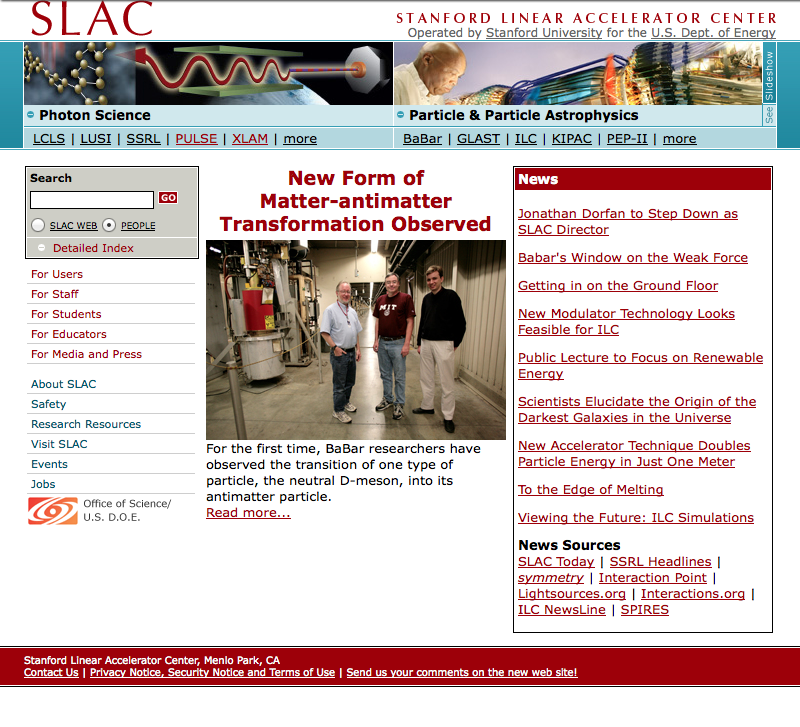 SLAC
STANFORD LINEAR ACCELERATOR CENTER
Operated by Stanford University for the U.S. Dept. of Energy
See Slideshow
Photon Science
LCLS | LUSI | SSRL | PULSE | XLAM | more
Particle & Particle Astrophysics
BaBar | GLAST | ILC | KIPAC | PEP-II | more
Search
GO
SLAC WEB PEOPLE
Detailed Index
For Users
For Staff
For Students
For Educators
For Media and Press
About SLAC
Safety
Research Resources
Visit SLAC
Events
Jobs
Office of Science/
U.S. D.O.E.
New Form of
Matter-antimatter
Transformation Observed
MIT
For the first time, BaBar researchers have
observed the transition of one type of
particle, the neutral D-meson, into its
antimatter particle.
Read more...
News
Jonathan Dorfan to Step Down as
SLAC Director
Babar's Window on the Weak Force
Getting in on the Ground Floor
New Modulator Technology Looks
Feasible for ILC
Public Lecture to Focus on Renewable
Energy
Scientists Elucidate the Origin of the
Darkest Galaxies in the Universe
New Accelerator Technique Doubles
Particle Energy in Just One Meter
To the Edge of Melting
Viewing the Future: ILC Simulations
News Sources
SLAC Today | SSRL Headlines |
symmetry | Interaction Point |
Lightsources.org | Interactions.org |
ILC NewsLine | SPIRES
Stanford Linear Accelerator Center, Menlo Park, CA
Contact Us | Privacy Notice, Security Notice and Terms of Use | Send us your comments on the new web site!